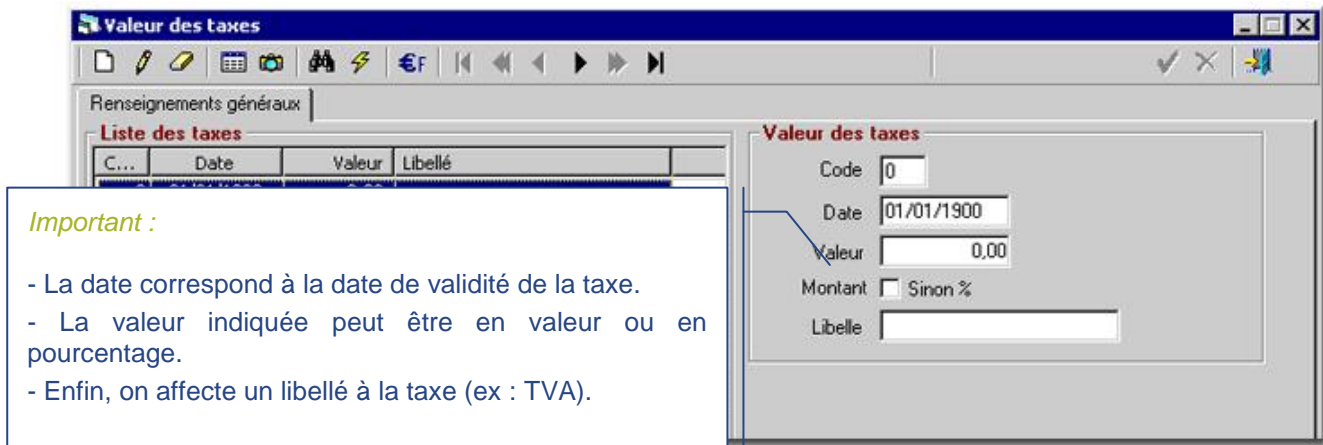 Valeur des taxes
€F
Renseignements généraux
Liste des taxes
C... Date Valeur Libellé
Important :
- La date correspond à la date de validité de la taxe.
- La valeur indiquée peut être en valeur ou en
pourcentage.
- Enfin, on affecte un libellé à la taxe (ex : TVA).
Valeur des taxes
Code 0
Date 01/01/1900
Valeur 0,00
Montant Sinon %
Libelle